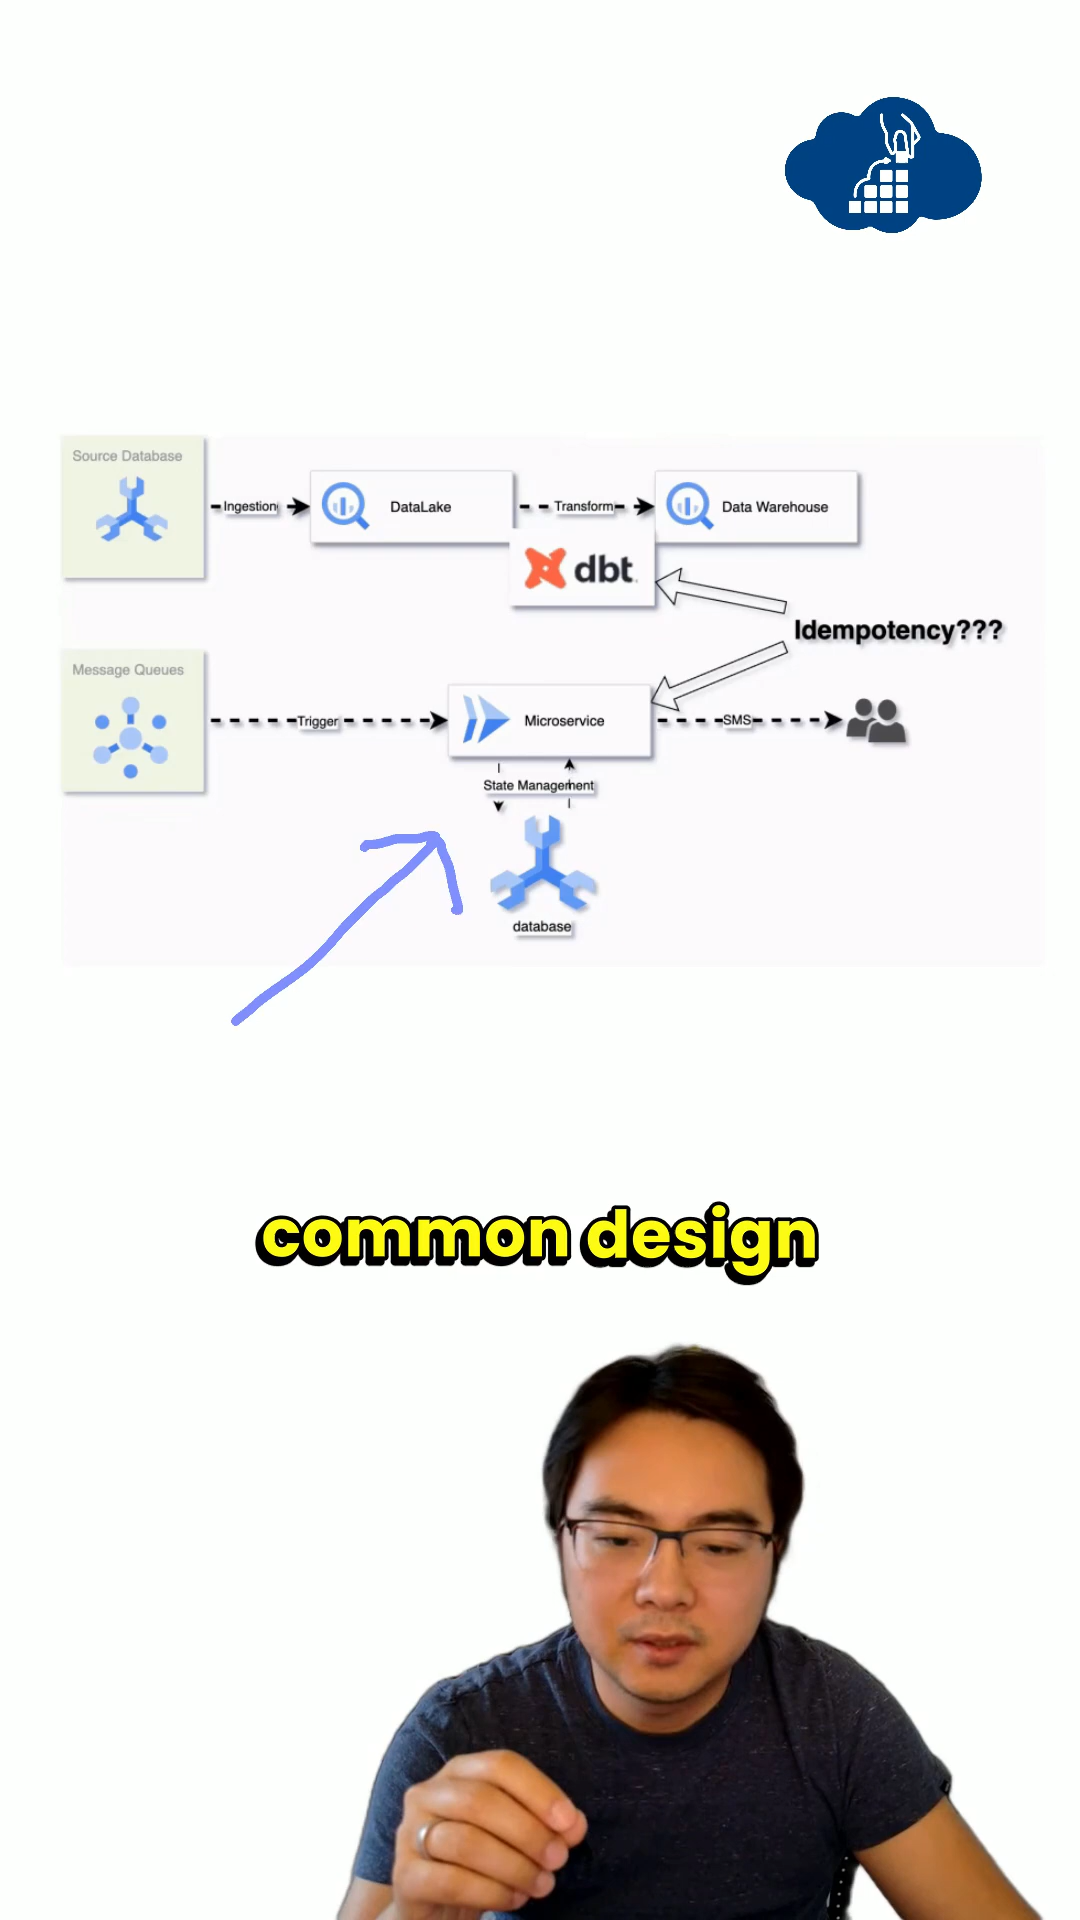 Source Database
Ingestion
DataLake
Transform
Data Warehouse
dbt
Idempotency???
Message Queues
Trigger
Microservice
SMS
State Management
database
common design